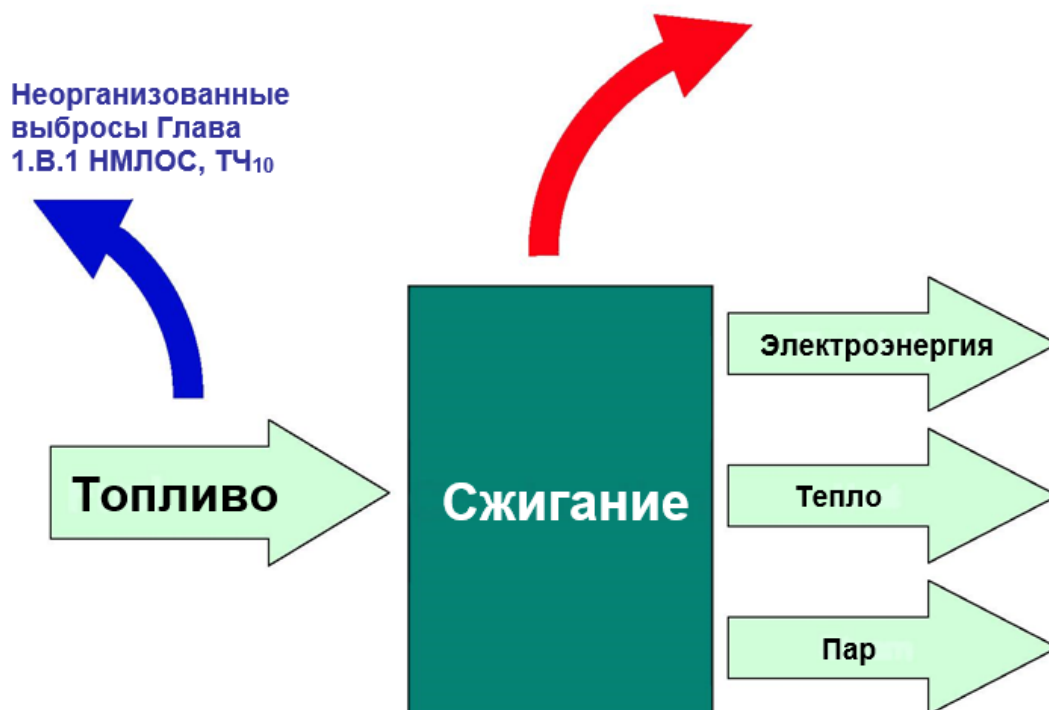 Неорганизованные
выбросы Глава
1.B.1 НМЛОС, ТЧ₁₀
Электроэнергия
Топливо
Сжигание
Тепло
Пар